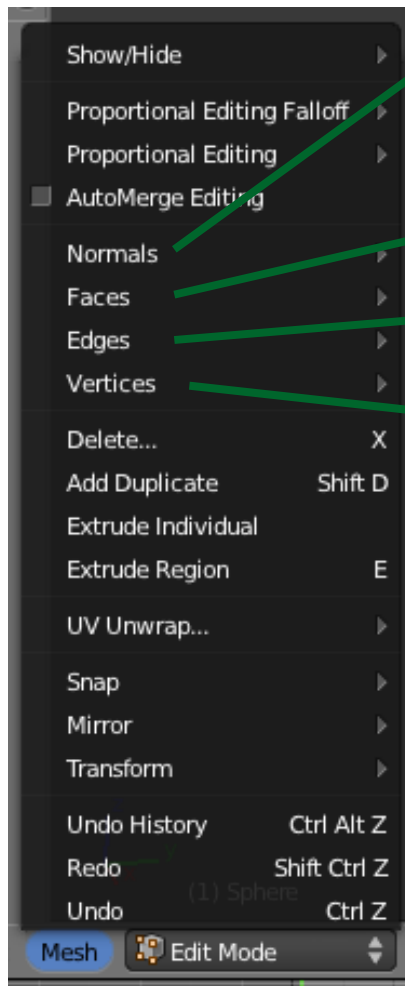 Show/Hide
Proportional Editing Falloff
Proportional Editing
AutoMerge Editing
Normals
Faces
Edges
Vertices
Delete... X
Add Duplicate Shift D
Extrude Individual
Extrude Region E
UV Unwrap...
Snap
Mirror
Transform
Undo History Ctrl Alt Z
Redo Shift Ctrl Z
(1) Sphere
Undo Ctrl Z
Mesh Edit Mode